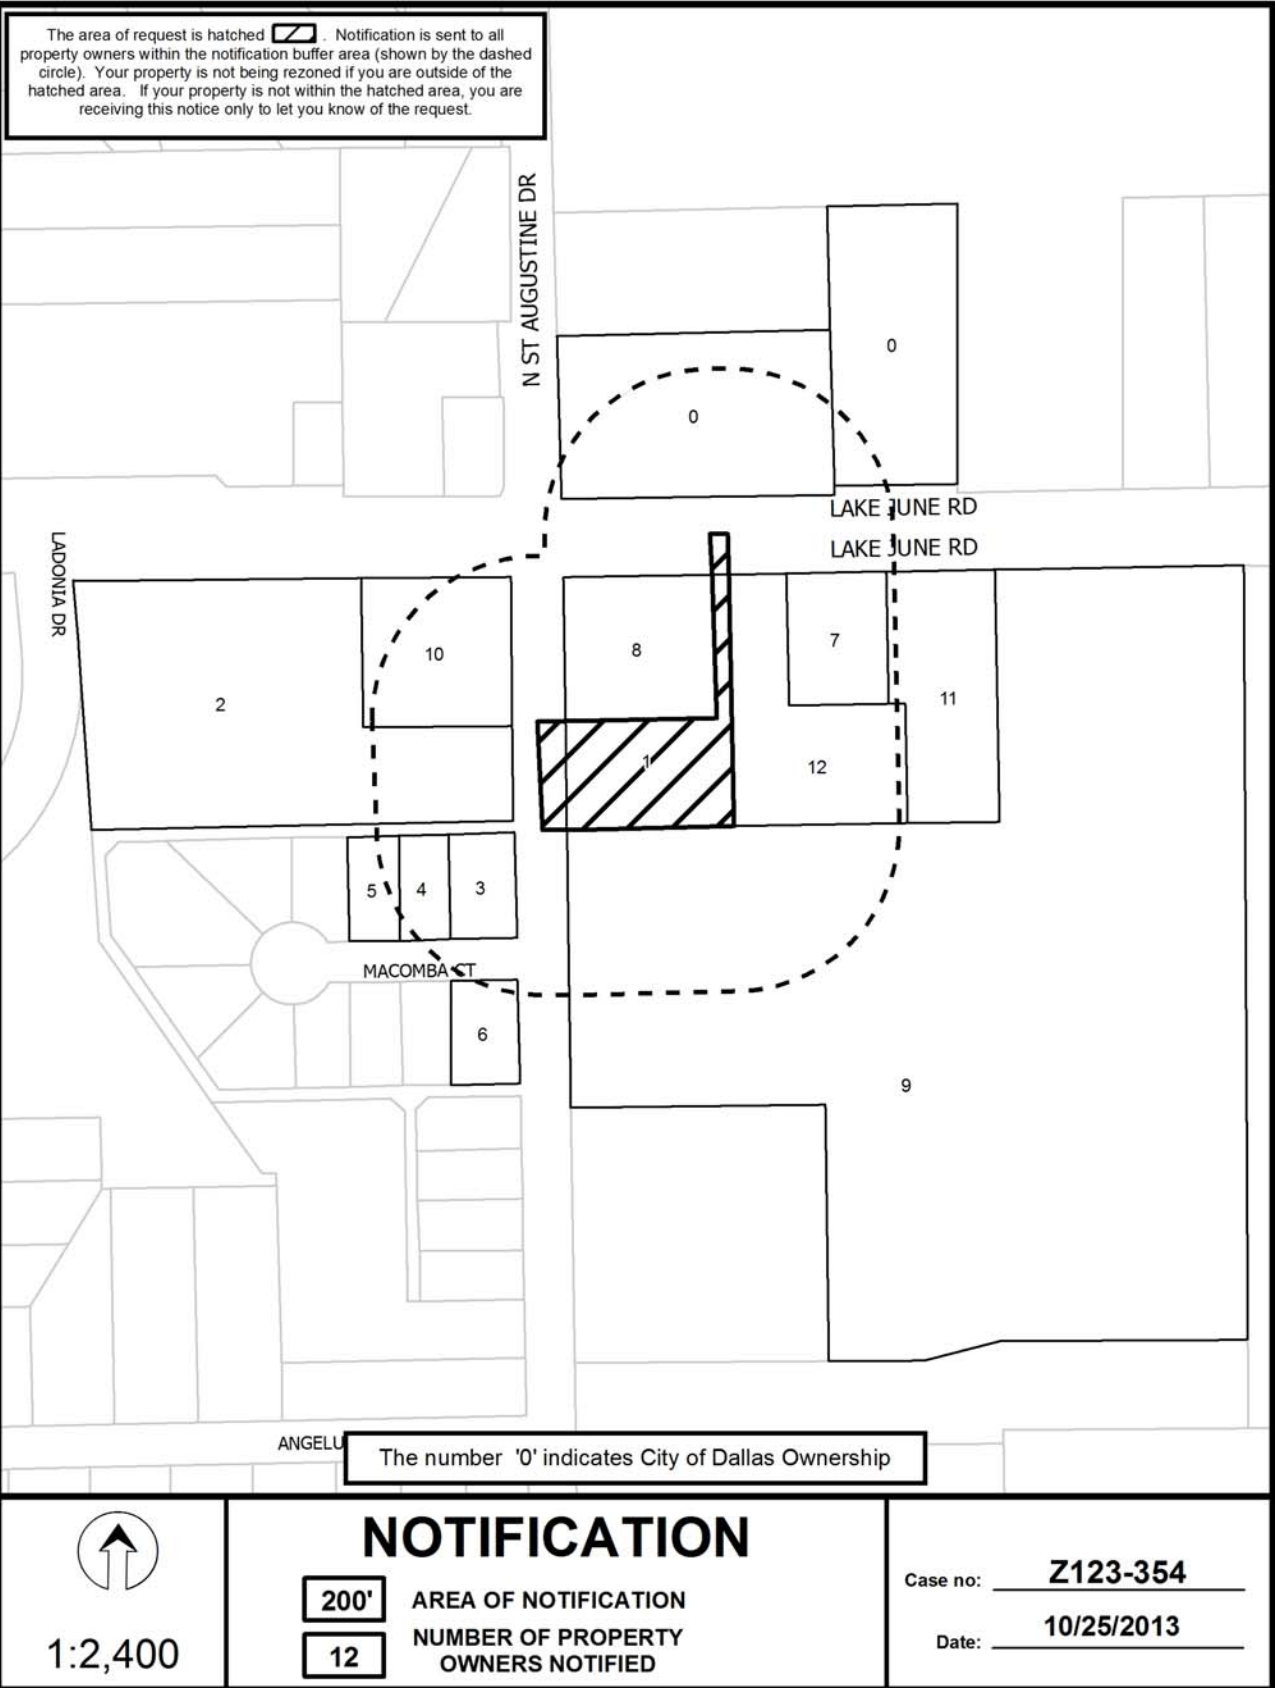 The area of request is hatched . Notification is sent to all
property owners within the notification buffer area (shown by the dashed
circle). Your property is not being rezoned if you are outside of the
hatched area. If your property is not within the hatched area, you are
receiving this notice only to let you know of the request.
N ST AUGUSTINE DR
0
0
LAKE JUNE RD
LAKE JUNE RD
LADONIA DR
10
8
7
2
11
1
12
5
4
3
MACOMBA CT
6
9
ANGELU
The number '0' indicates City of Dallas Ownership
1:2,400
NOTIFICATION
200' AREA OF NOTIFICATION
12 NUMBER OF PROPERTY
OWNERS NOTIFIED
Case no: Z123-354
Date: 10/25/2013